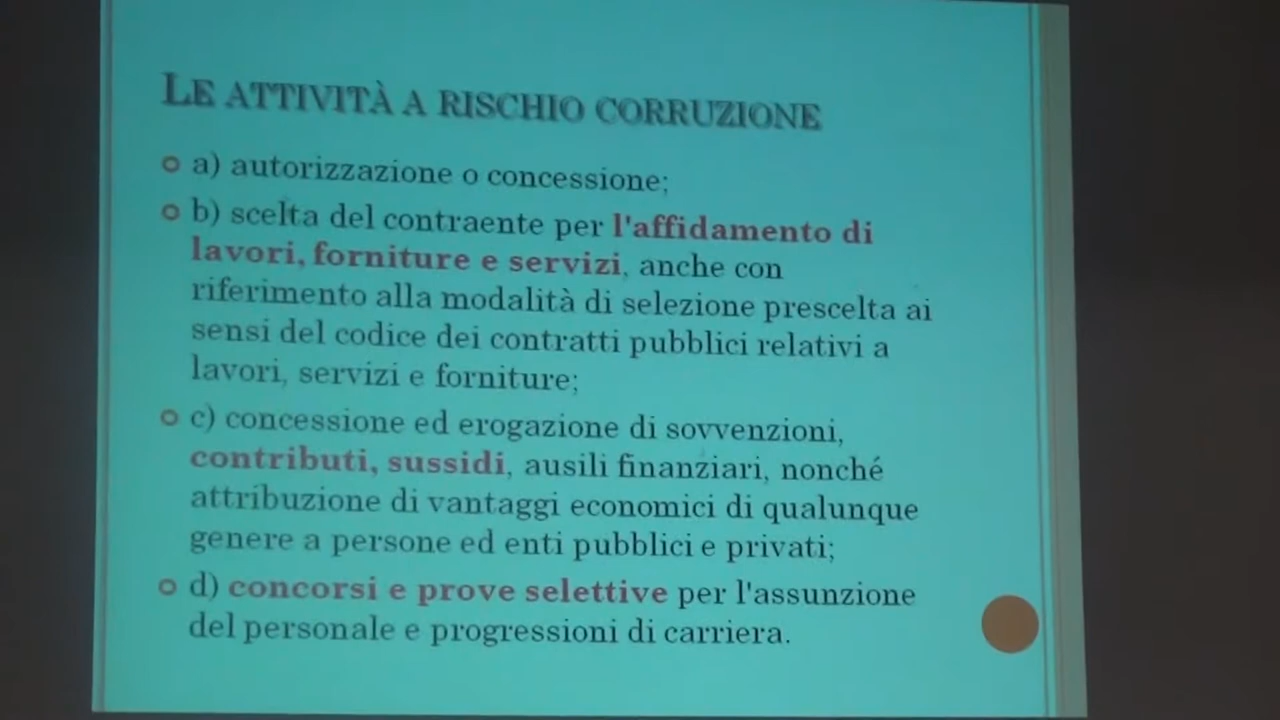 LE ATTIVITÀ A RISCHIO CORRUZIONE
a) autorizzazione o concessione;
b) scelta del contraente per l'affidamento di
lavori, forniture e servizi, anche con
riferimento alla modalità di selezione prescelta ai
sensi del codice dei contratti pubblici relativi a
lavori, servizi e forniture;
c) concessione ed erogazione di sovvenzioni,
contributi, sussidi, ausili finanziari, nonché
attribuzione di vantaggi economici di qualunque
genere a persone ed enti pubblici e privati;
d) concorsi e prove selettive per l'assunzione
del personale e progressioni di carriera.